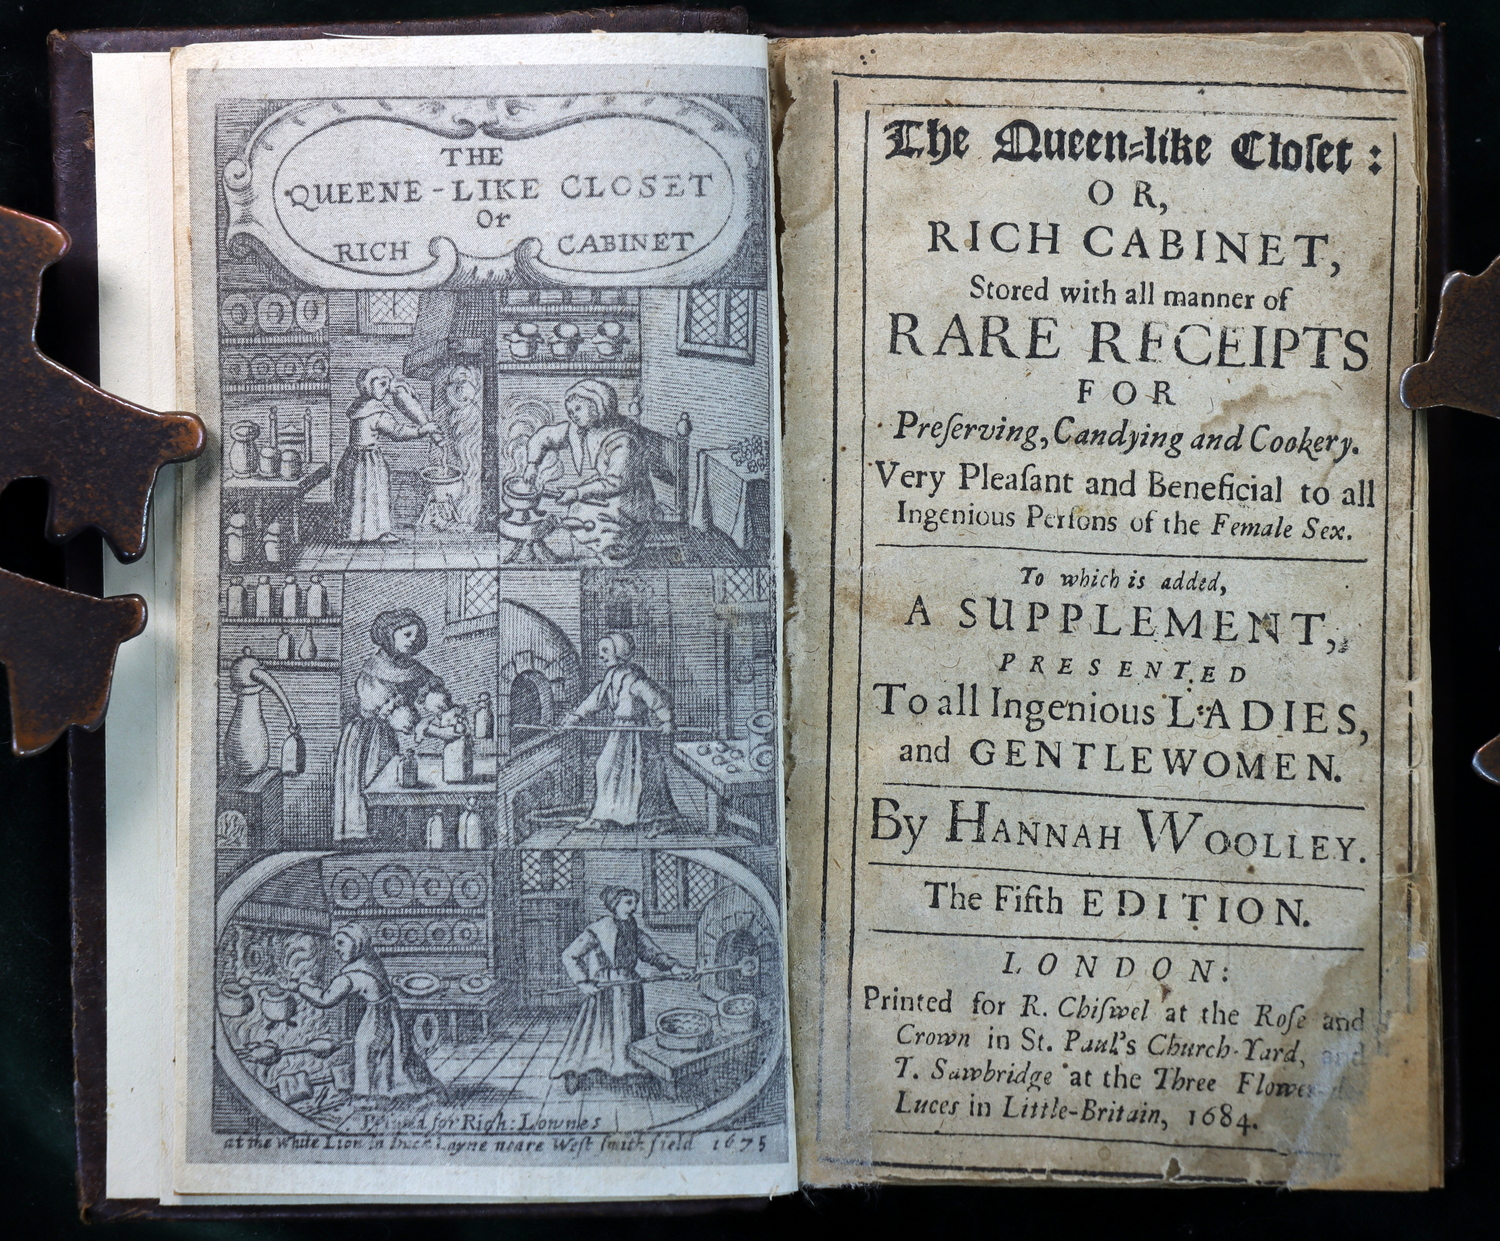 THE
QUEENE-LIKE CLOSET
Or
RICH CABINET
Printed for Righ: Lownes
at the White Lion in Duck Layne neare West smith field 1675
The Queen-like Cloſet:
OR,
RICH CABINET,
Stored with all manner of
RARE RECEIPTS
FOR
Preſerving, Candying and Cookery.
Very Pleaſant and Beneficial to all
Ingenious Perſons of the Female Sex.
To which is added,
A SUPPLEMENT,
PRESENTED
To all Ingenious LADIES,
and GENTLEWOMEN.
By HANNAH WOOLLEY.
The Fifth EDITION.
LONDON:
Printed for R. Chiſwel at the Roſe and
Crown in St. Paul's Church-Yard, and
T. Sawbridge at the Three Flower-
Luces in Little-Britain, 1684.